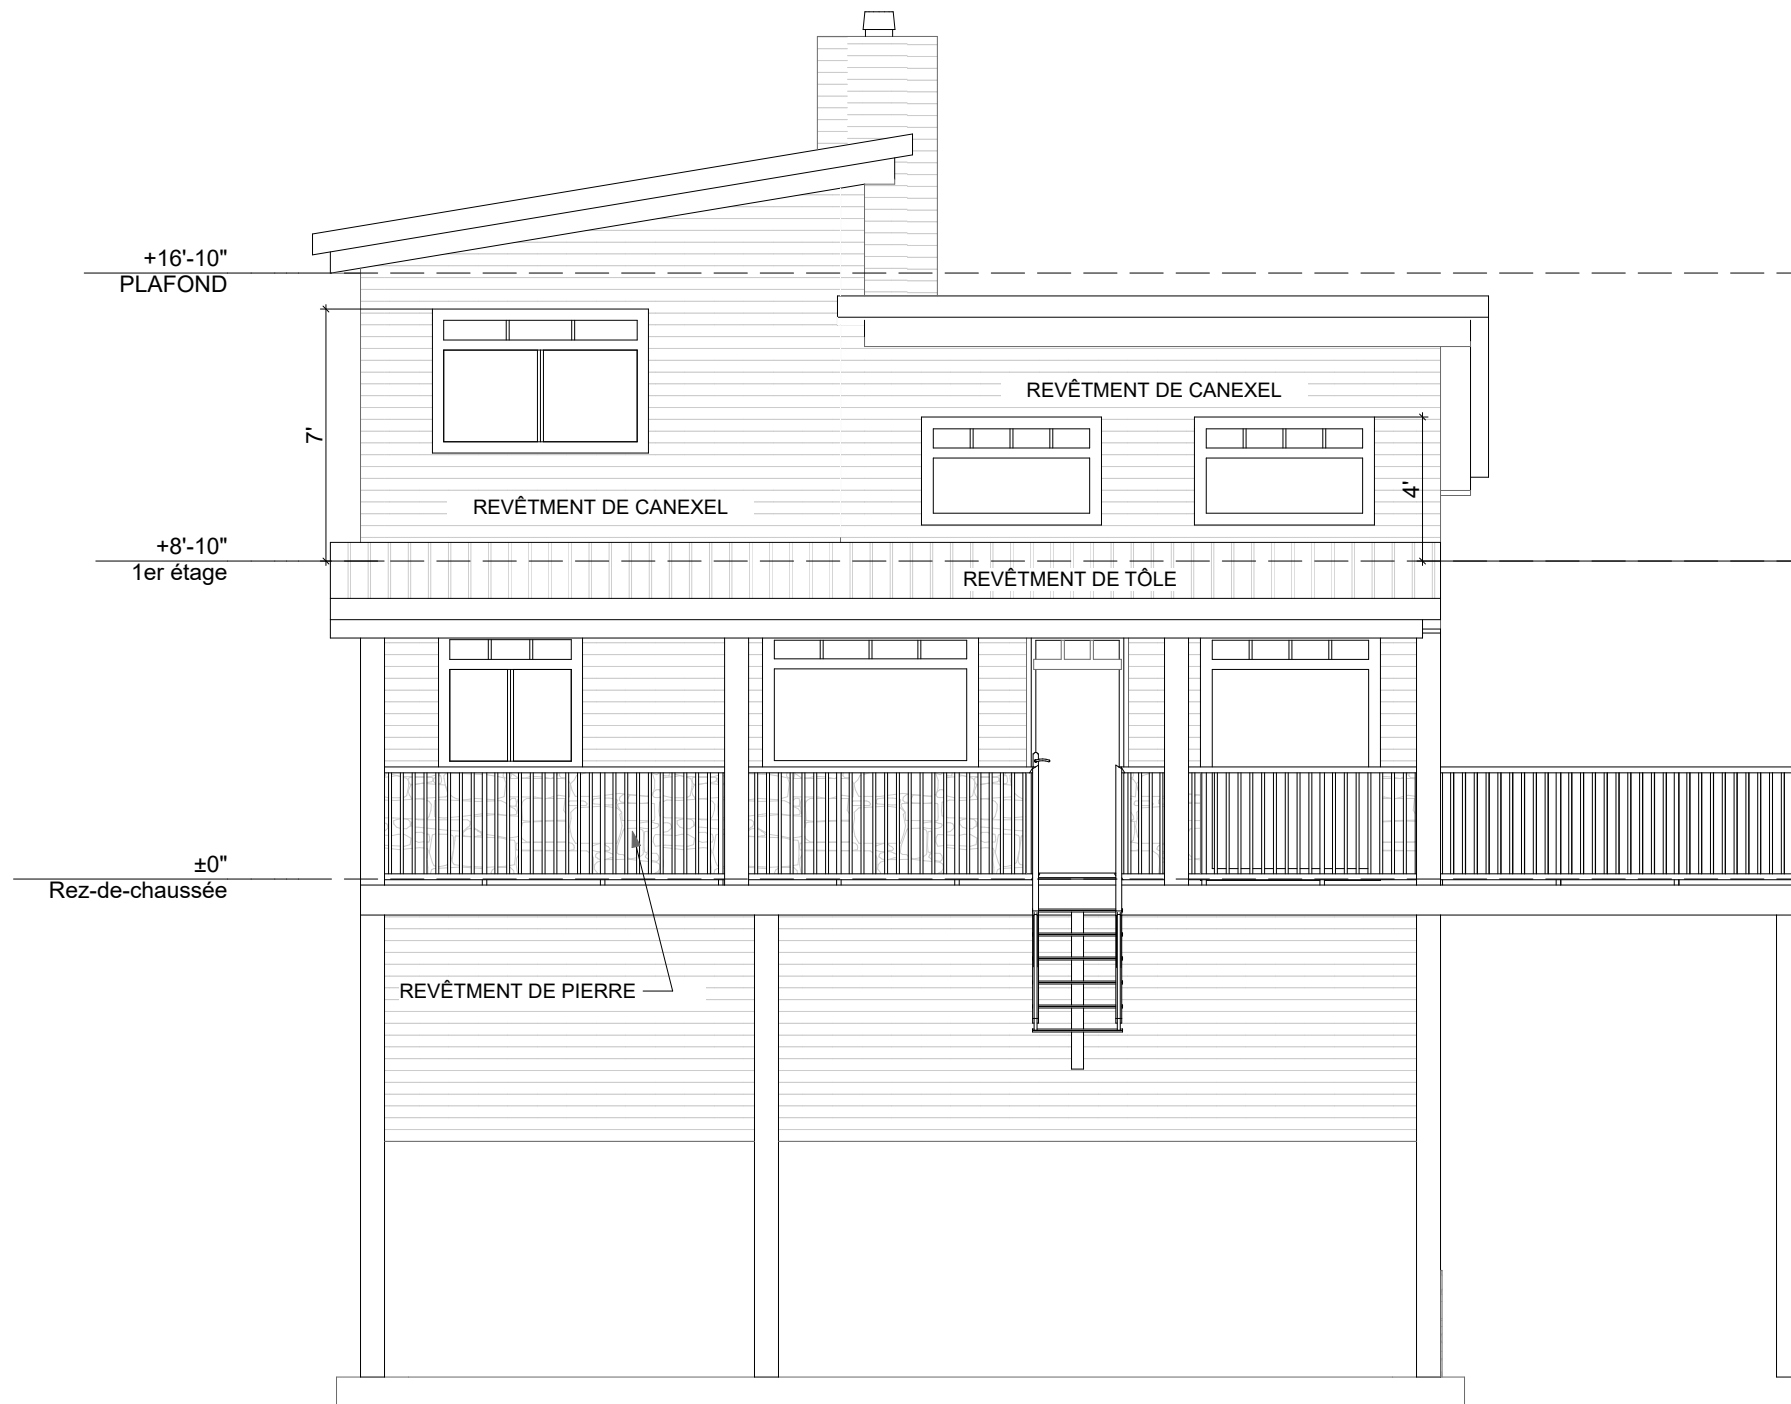 +16'-10"
PLAFOND
7'
REVÊTMENT DE CANEXEL
4'
REVÊTMENT DE CANEXEL
+8'-10"
1er étage
REVÊTMENT DE TÔLE
±0"
Rez-de-chaussée
REVÊTMENT DE PIERRE